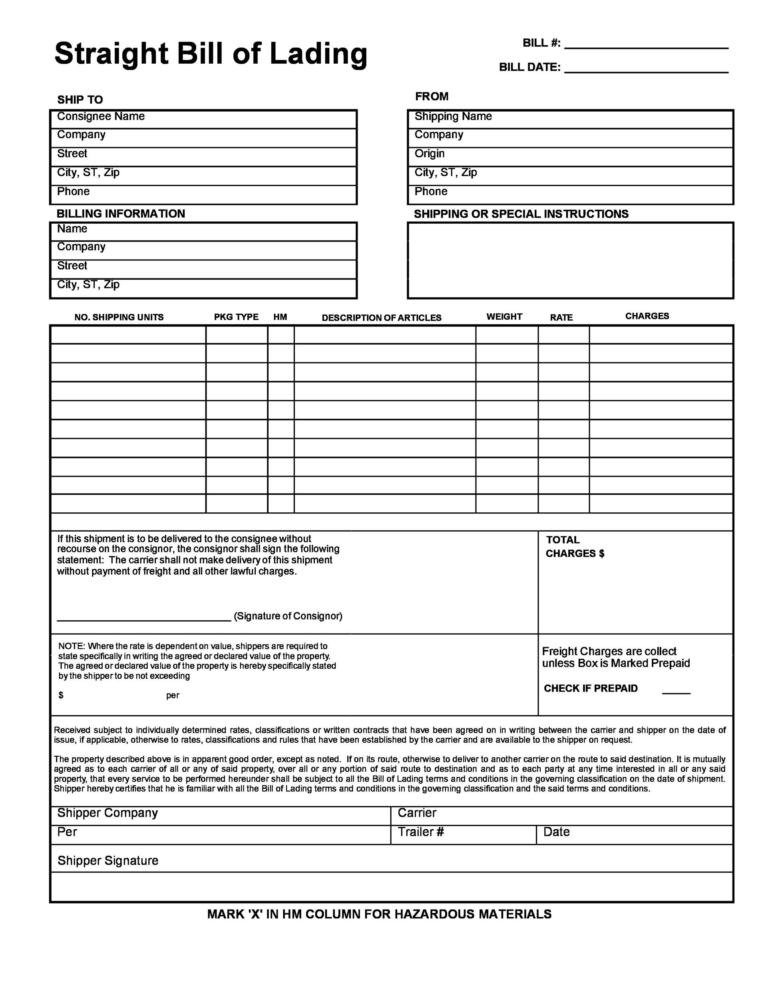 Straight Bill of Lading
BILL #:
BILL DATE:
SHIP TO
Consignee Name
Company
Street
City, ST, Zip
Phone
FROM
Shipping Name
Company
Origin
City, ST, Zip
Phone
BILLING INFORMATION
Name
Company
Street
City, ST, Zip
SHIPPING OR SPECIAL INSTRUCTIONS
NO. SHIPPING UNITS PKG TYPE HM DESCRIPTION OF ARTICLES WEIGHT RATE CHARGES
If this shipment is to be delivered to the consignee without
recourse on the consignor, the consignor shall sign the following
statement: The carrier shall not make delivery of this shipment
without payment of freight and all other lawful charges.
(Signature of Consignor)
TOTAL
CHARGES $
NOTE: Where the rate is dependent on value, shippers are required to
state specifically in writing the agreed or declared value of the property.
The agreed or declared value of the property is hereby specifically stated
by the shipper to be not exceeding
$ per
Freight Charges are collect
unless Box is Marked Prepaid
CHECK IF PREPAID
Received subject to individually determined rates, classifications or written contracts that have been agreed on in writing between the carrier and shipper on the date of
issue, if applicable, otherwise to rates, classifications and rules that have been established by the carrier and are available to the shipper on request.
The property described above is in apparent good order, except as noted. If on its route, otherwise to deliver to another carrier on the route to said destination. It is mutually
agreed as to each carrier of all or any of said property, over all or any portion of said route to destination and as to each party at any time interested in all or any said
property, that every service to be performed hereunder shall be subject to all the Bill of Lading terms and conditions in the governing classification on the date of shipment.
Shipper hereby certifies that he is familiar with all the Bill of Lading terms and conditions in the governing classification and the said terms and conditions.
Shipper Company Carrier
Per Trailer # Date
Shipper Signature
MARK 'X' IN HM COLUMN FOR HAZARDOUS MATERIALS